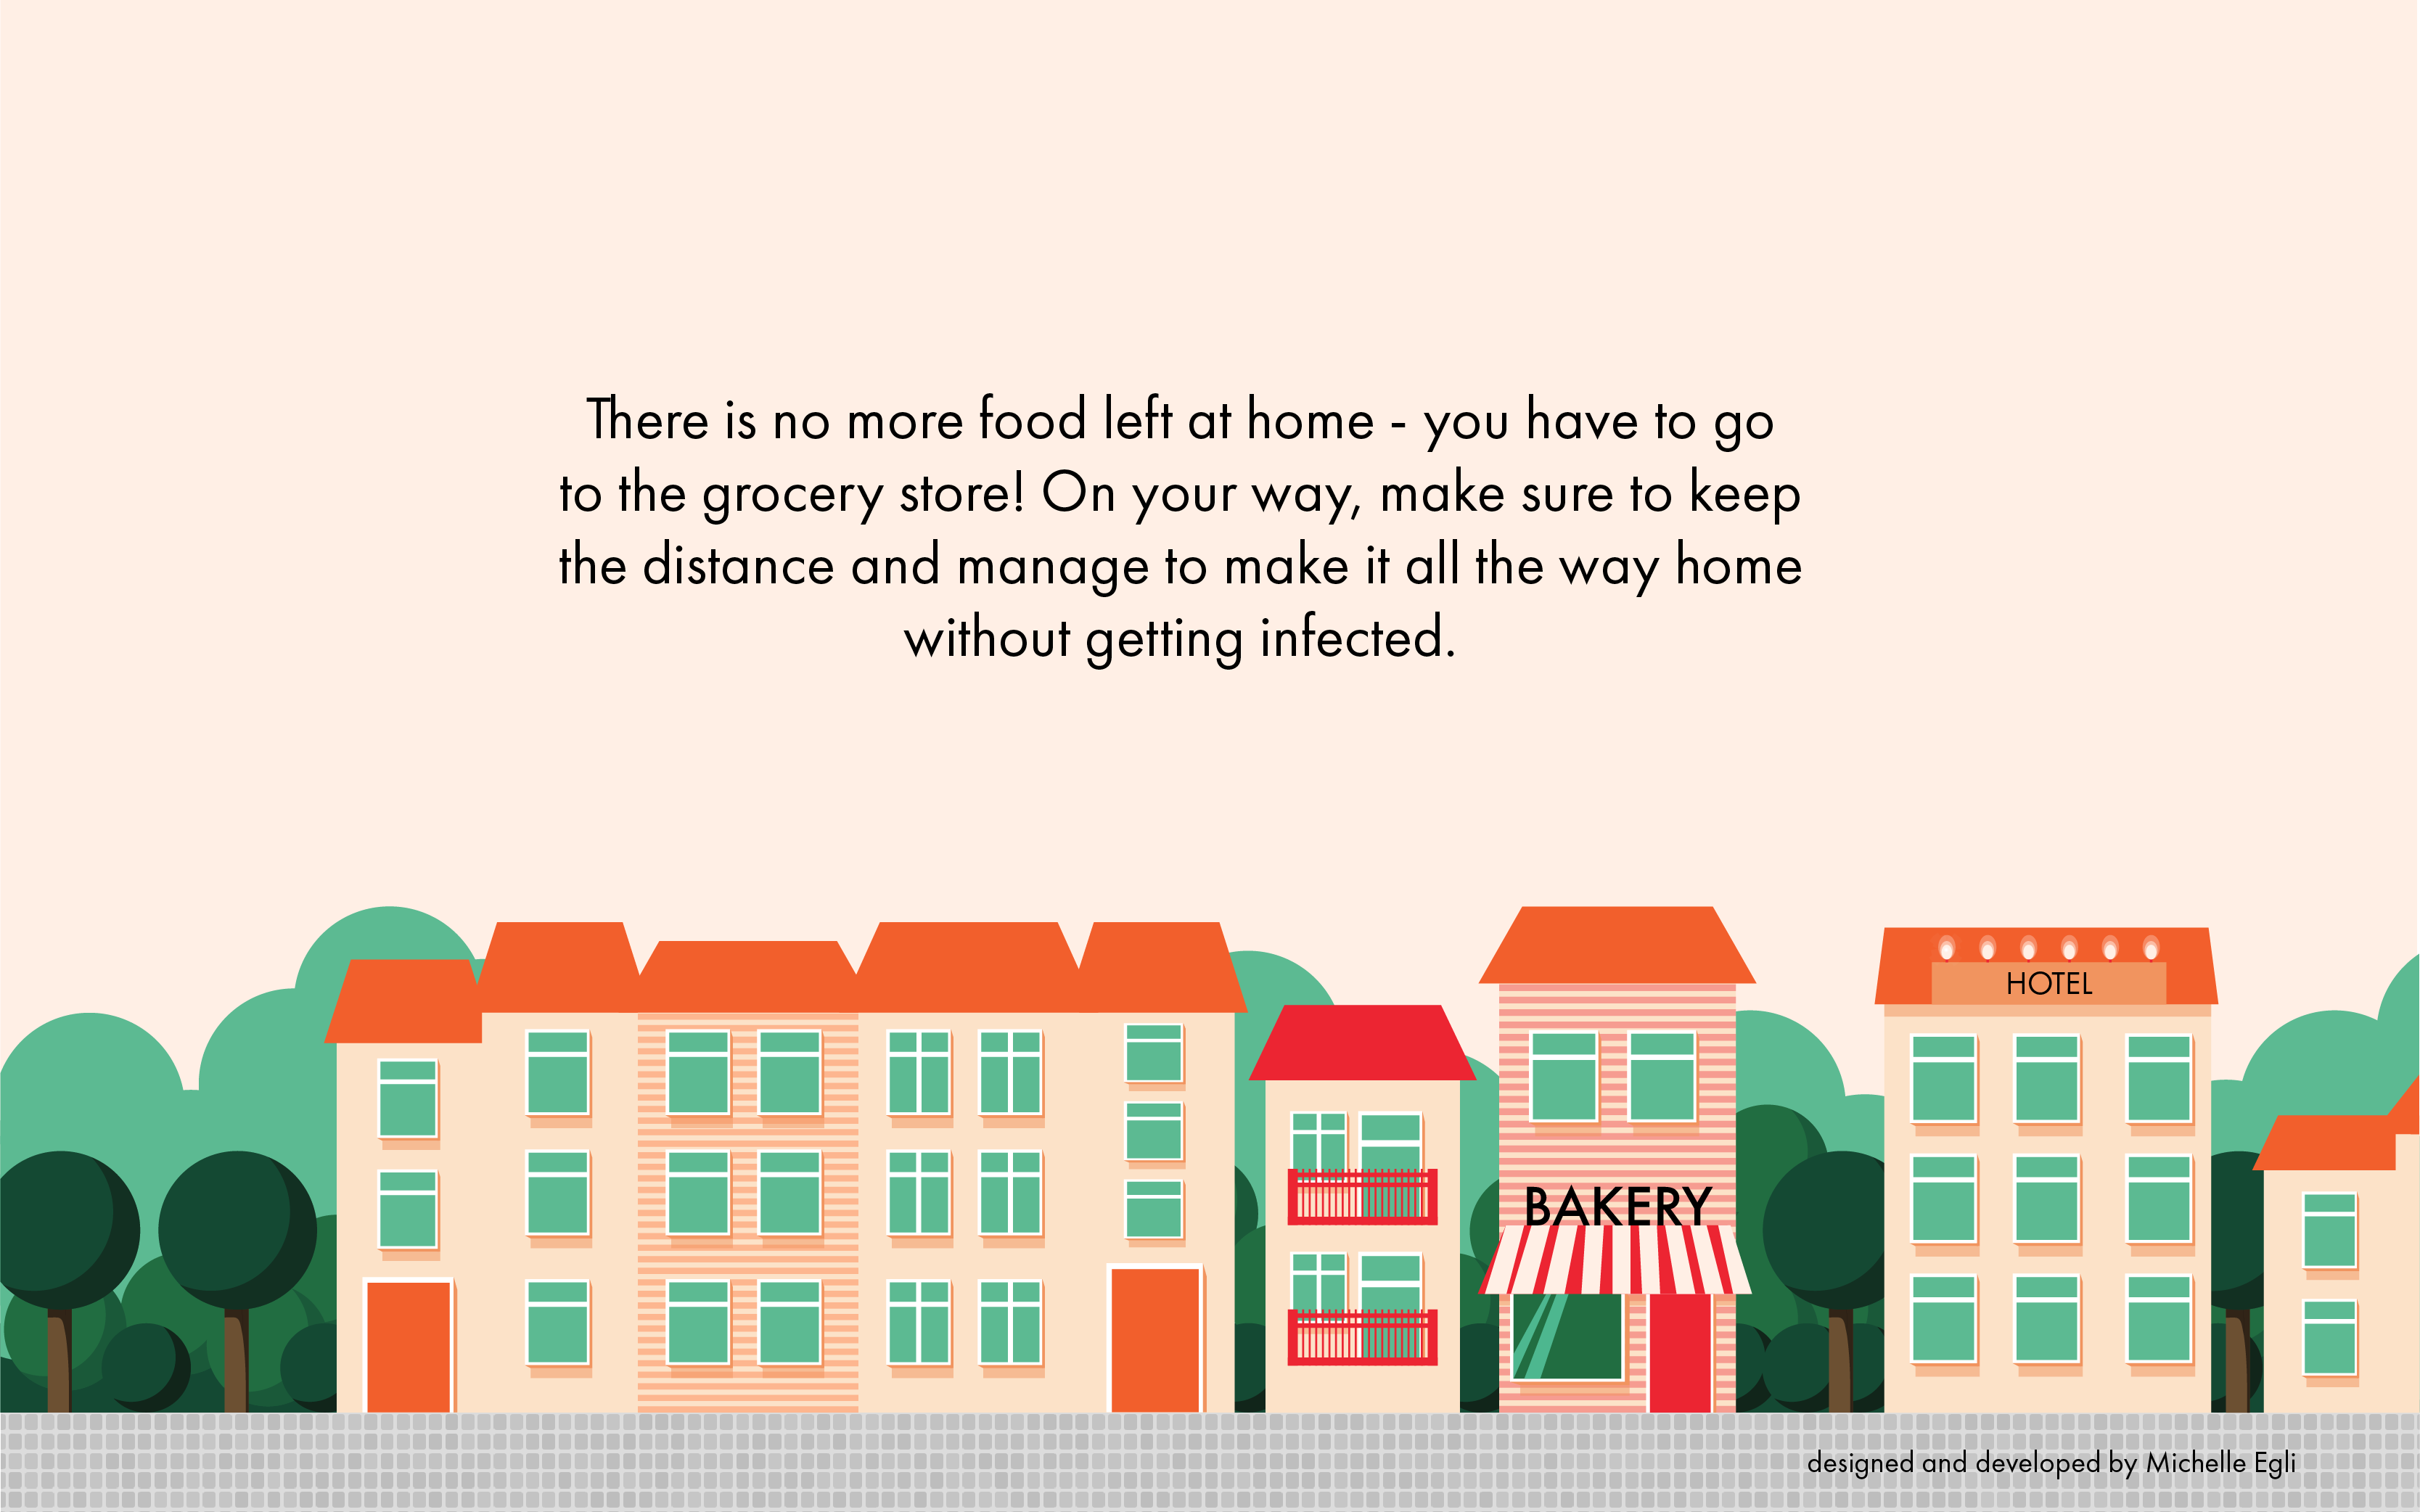 There is no more food left at home - you have to go
to the grocery store! On your way, make sure to keep
the distance and manage to make it all the way home
without getting infected.
HOTEL
BAKERY
designed and developed by Michelle Egli